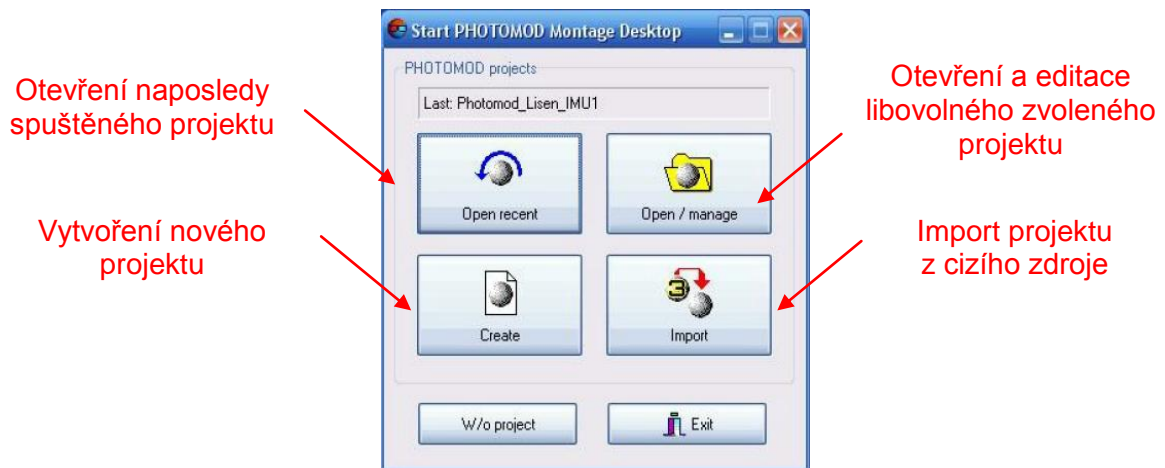 Start PHOTOMOD Montage Desktop
PHOTOMOD projects
Last: Photomod_Lisen_IMU1
Otevření naposledy
spuštěného projektu
Otevření a editace
libovolného zvoleného
projektu
Open recent
Open / manage
Vytvoření nového
projektu
Import projektu
z cizího zdroje
3
Create
Import
W/o project
Exit